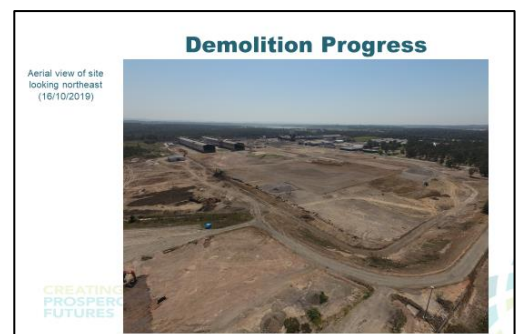 Demolition Progress
Aerial view of site
looking northeast
(16/10/2019)
CREATING
PROSPERO
FUTURES